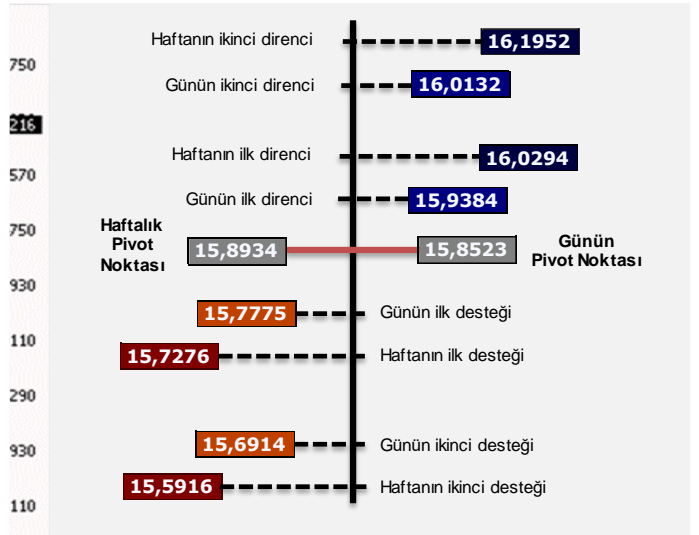 Haftanın ikinci direnci
16,1952
750
Günün ikinci direnci
16,0132
216
Haftanın ilk direnci
16,0294
570
Günün ilk direnci
15,9384
750
Haftalık
Pivot
Noktası
15,8934
15,8523
Günün
Pivot Noktası
930
15,7775
Günün ilk desteği
110
15,7276
Haftanın ilk desteği
290
15,6914
Günün ikinci desteği
930
15,5916
Haftanın ikinci desteği
110